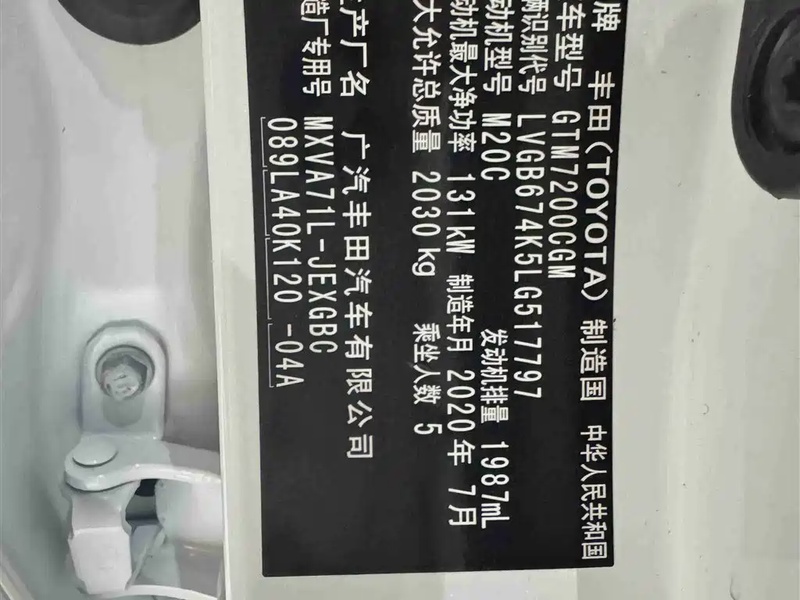 牌 丰田(TOYOTA) 制造国 中华人民共和国
车型号 GTM7200CGM
辆识别代号 LVGB674K5LG517797
动机型号 M20C 发动机排量 1987mL
动机最大净功率 131kW 制造年月 2020年 7月
大允许总质量 2030kg 乘坐人数 5
产厂名 广汽丰田汽车有限公司
造厂专用号 MXVA71L-JEXGBC
089LA40K120-04A